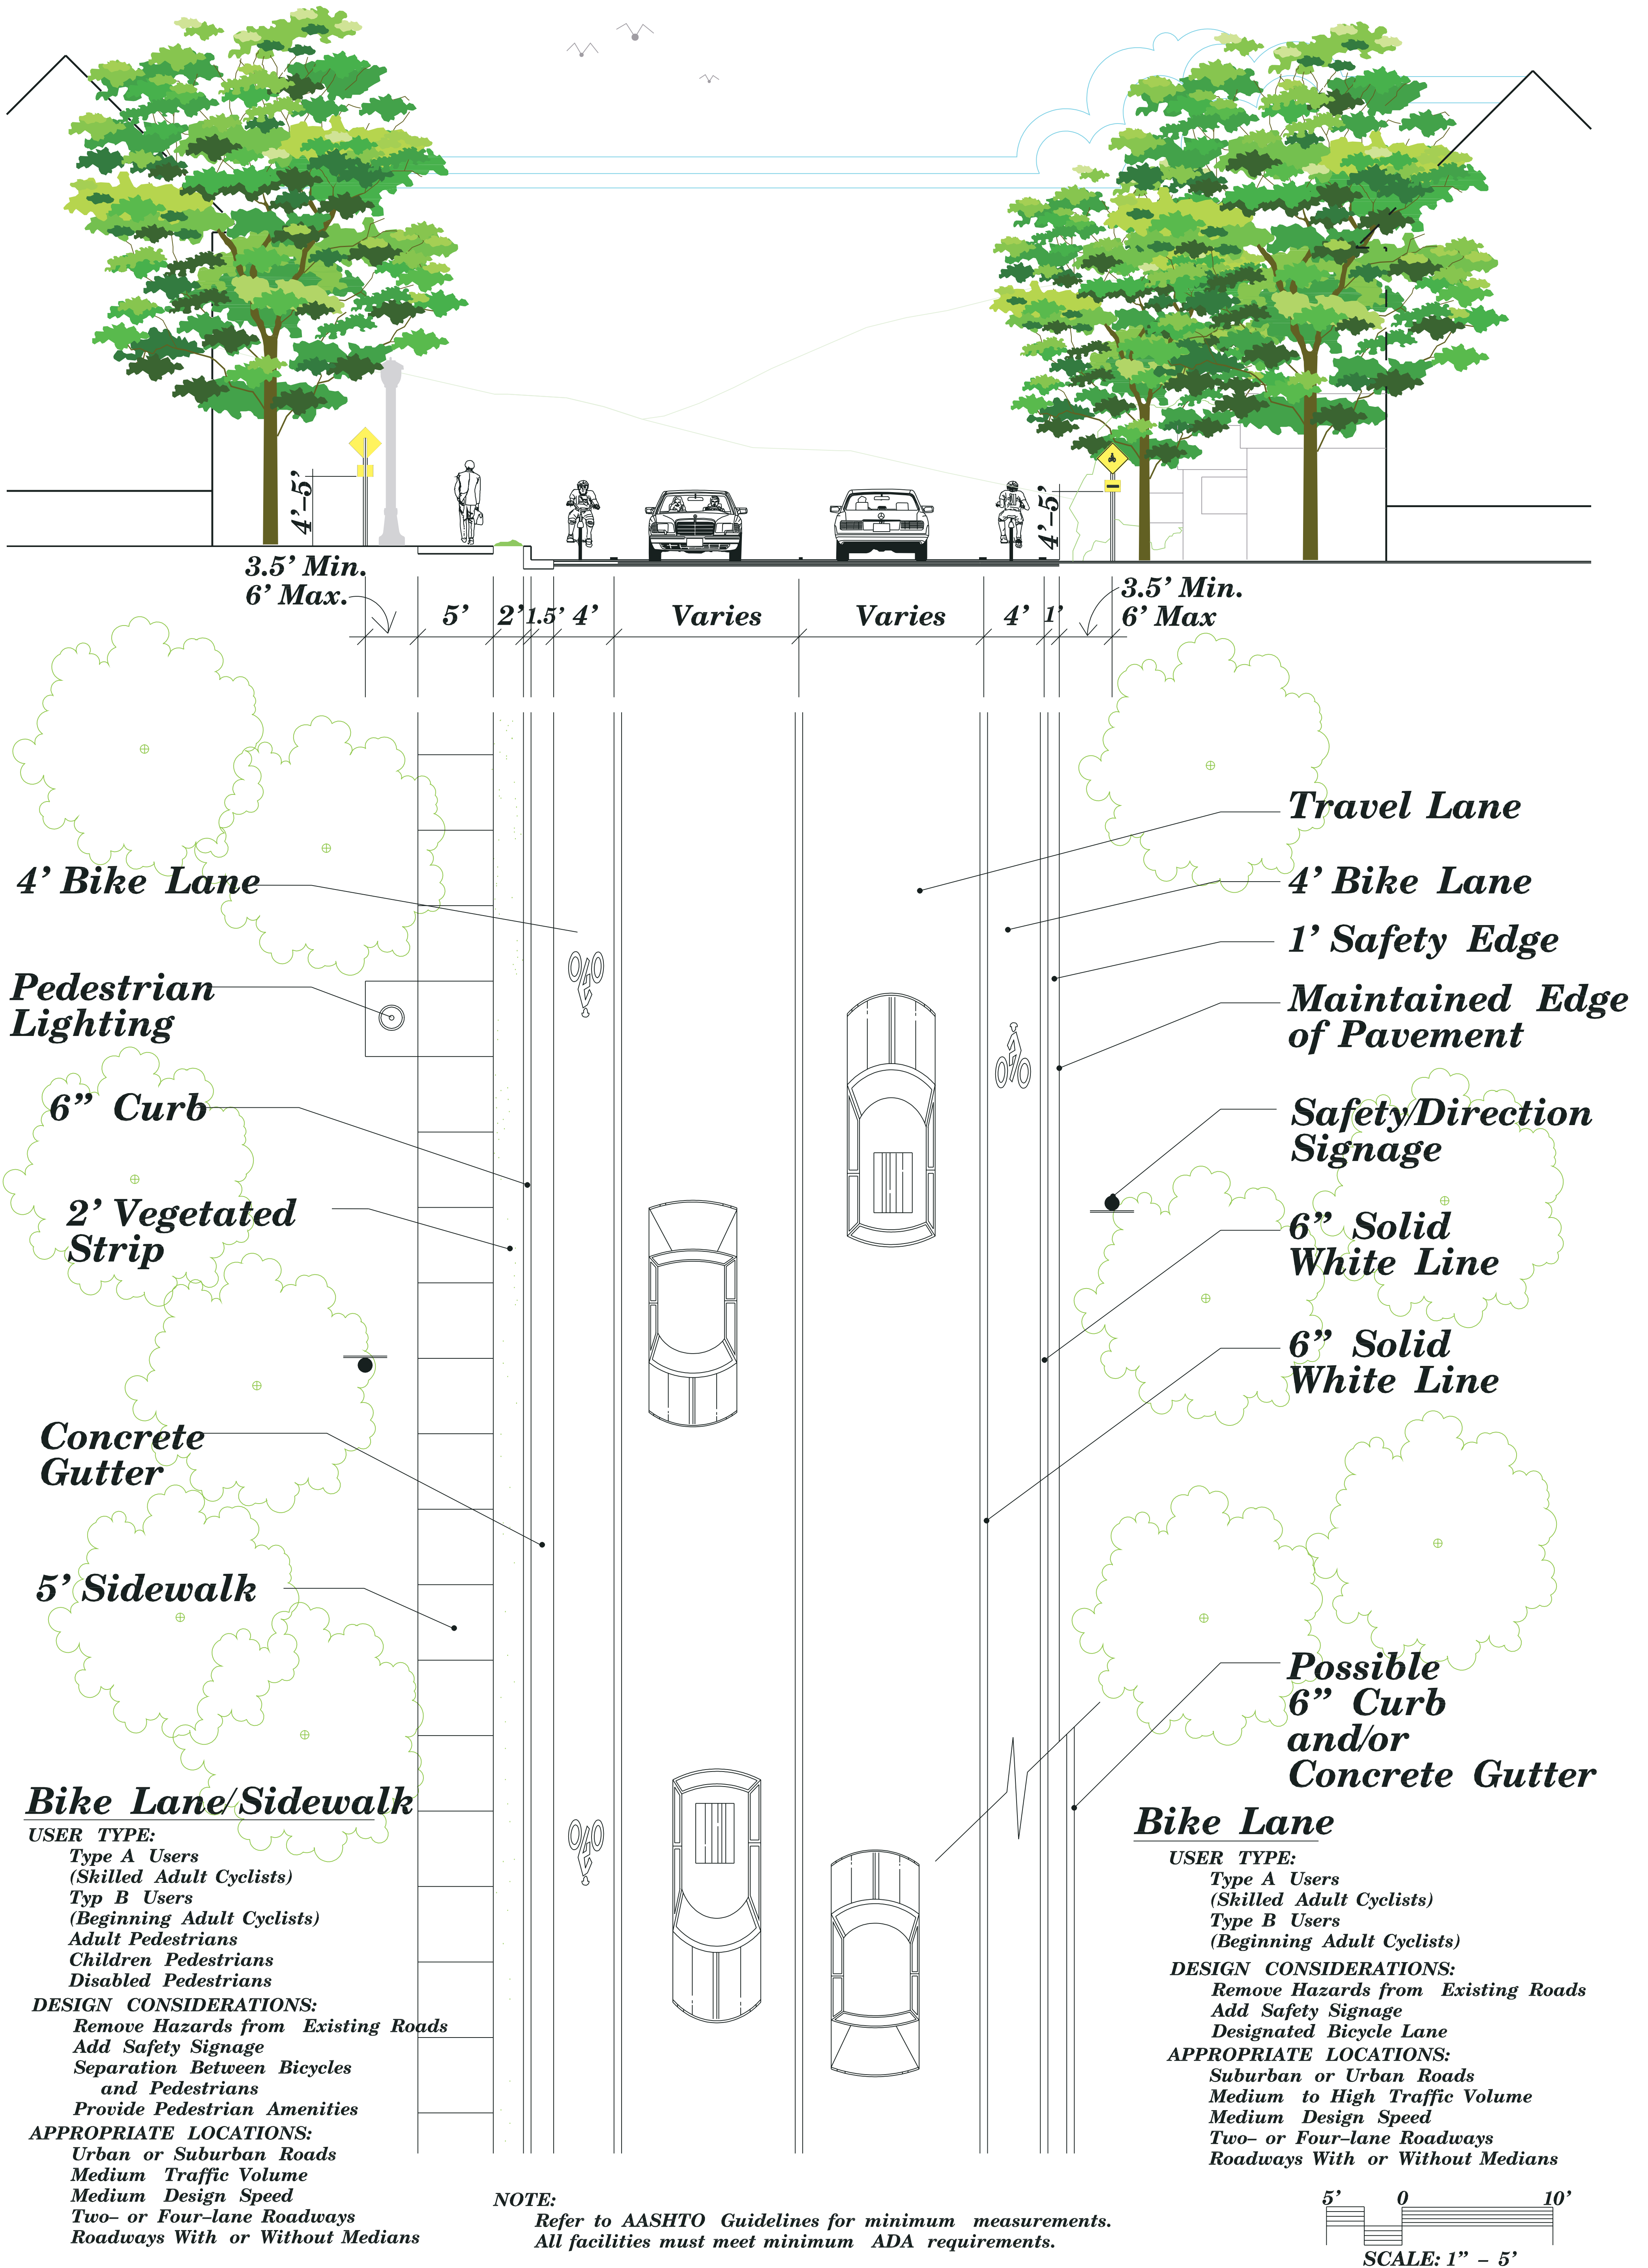 4’–5’
4’–5’
3.5’ Min.
6’ Max.
5’
2’
1.5’
4’
Varies
Varies
4’
1’
3.5’ Min.
6’ Max
4’ Bike Lane
Pedestrian
Lighting
6” Curb
2’ Vegetated
Strip
Concrete
Gutter
5’ Sidewalk
Travel Lane
4’ Bike Lane
1’ Safety Edge
Maintained Edge
of Pavement
Safety/Direction
Signage
6” Solid
White Line
6” Solid
White Line
Possible
6” Curb
and/or
Concrete Gutter
Bike Lane/Sidewalk
USER TYPE:
Type A Users
(Skilled Adult Cyclists)
Typ B Users
(Beginning Adult Cyclists)
Adult Pedestrians
Children Pedestrians
Disabled Pedestrians
DESIGN CONSIDERATIONS:
Remove Hazards from Existing Roads
Add Safety Signage
Separation Between Bicycles
and Pedestrians
Provide Pedestrian Amenities
APPROPRIATE LOCATIONS:
Urban or Suburban Roads
Medium Traffic Volume
Medium Design Speed
Two– or Four–lane Roadways
Roadways With or Without Medians
NOTE:
Refer to AASHTO Guidelines for minimum measurements.
All facilities must meet minimum ADA requirements.
Bike Lane
USER TYPE:
Type A Users
(Skilled Adult Cyclists)
Type B Users
(Beginning Adult Cyclists)
DESIGN CONSIDERATIONS:
Remove Hazards from Existing Roads
Add Safety Signage
Designated Bicycle Lane
APPROPRIATE LOCATIONS:
Suburban or Urban Roads
Medium to High Traffic Volume
Medium Design Speed
Two– or Four–lane Roadways
Roadways With or Without Medians
5’ 0 10’
SCALE: 1” – 5’